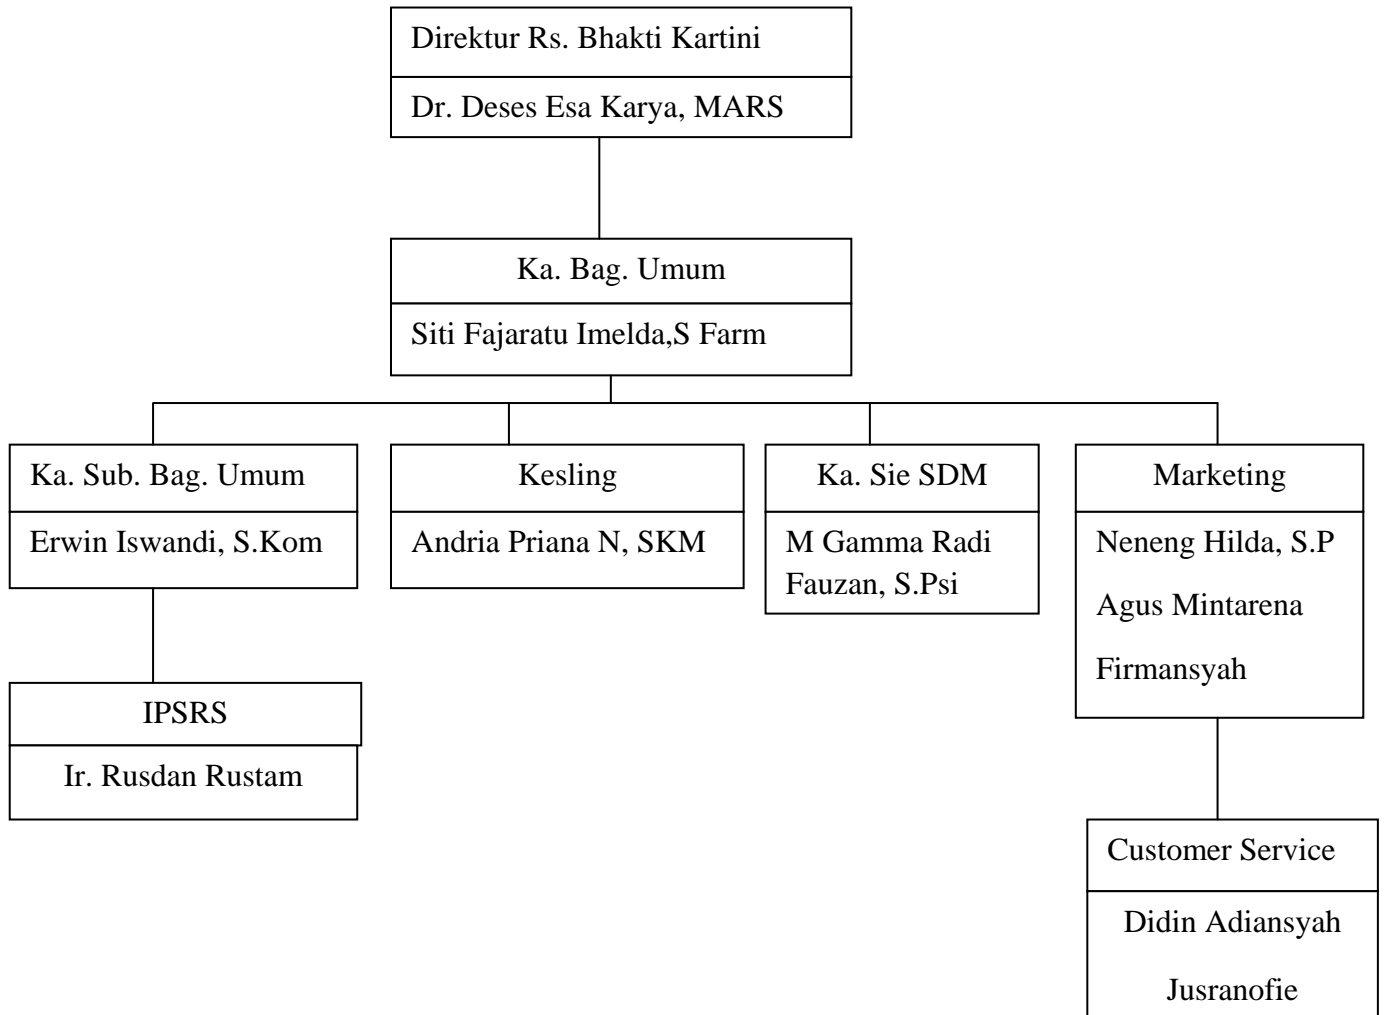 Direktur Rs. Bhakti Kartini
Dr. Deses Esa Karya, MARS
Ka. Bag. Umum
Siti Fajaratu Imelda,S Farm
Ka. Sub. Bag. Umum
Erwin Iswandi, S.Kom
Kesling
Andria Priana N, SKM
Ka. Sie SDM
M Gamma Radi
Fauzan, S.Psi
Marketing
Neneng Hilda, S.P
Agus Mintarena
Firmansyah
IPSRS
Ir. Rusdan Rustam
Customer Service
Didin Adiansyah
Jusranofie